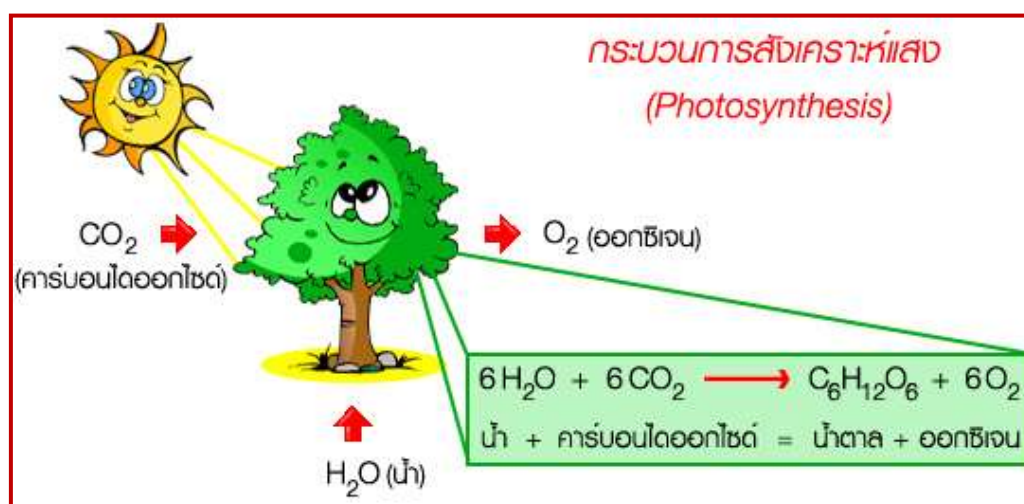 กระบวนการสังเคราะห์แสง
(Photosynthesis)
CO₂
(คาร์บอนไดออกไซด์)
O₂ (ออกซิเจน)
6H₂O + 6CO₂ ⟶ C₆H₁₂O₆ + 6O₂
น้ำ + คาร์บอนไดออกไซด์ = น้ำตาล + ออกซิเจน
H₂O (น้ำ)